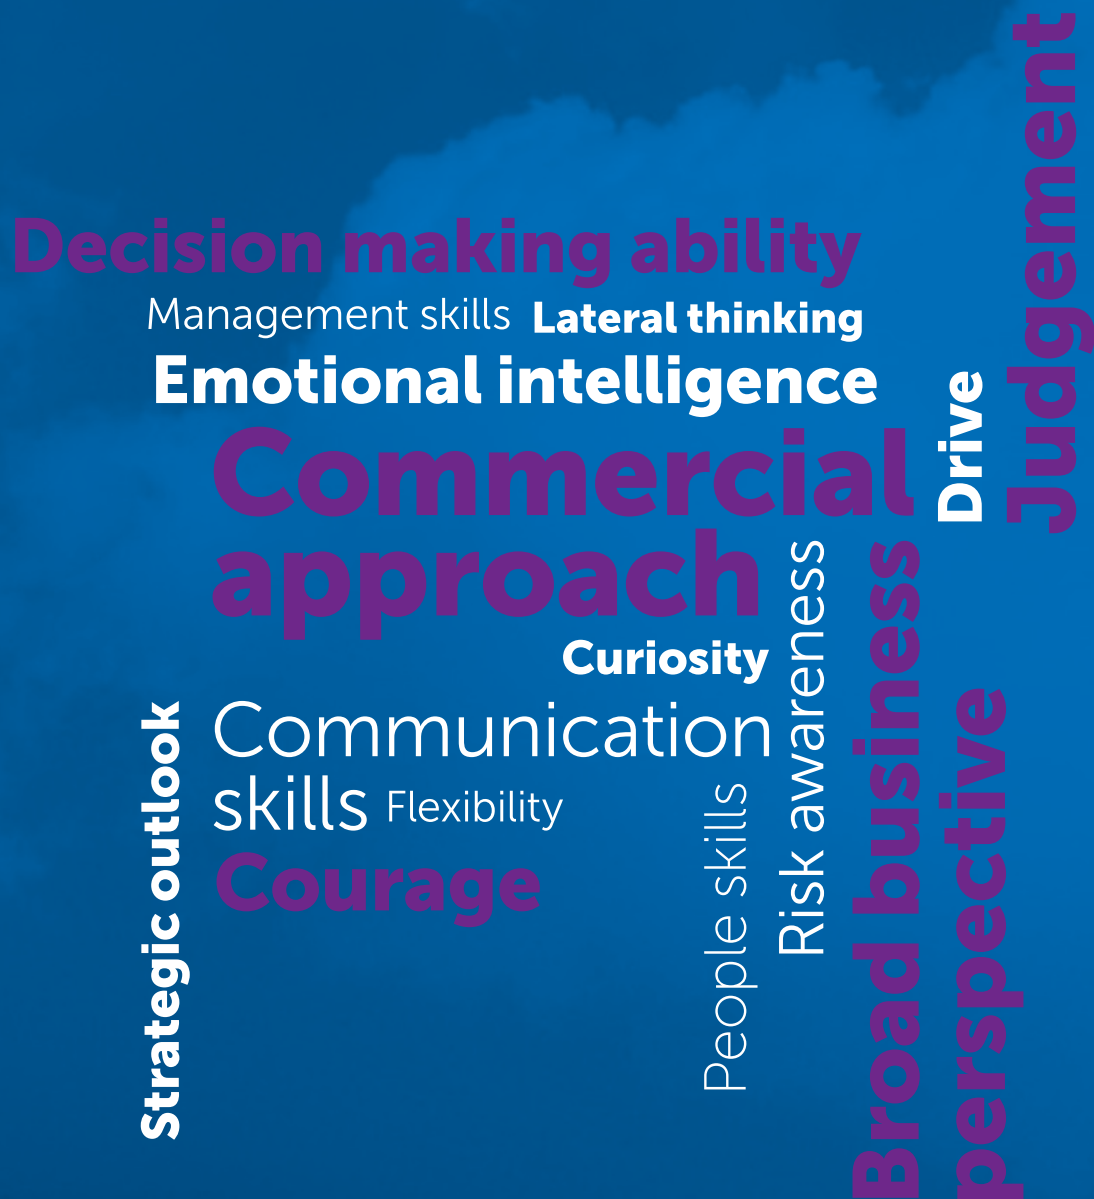 Judgement
Decision making ability
Management skills
Lateral thinking
Emotional intelligence
Drive
Commercial
approach
Curiosity
Risk awareness
Broad business
perspective
Communication
skills
Flexibility
People skills
Courage
Strategic outlook